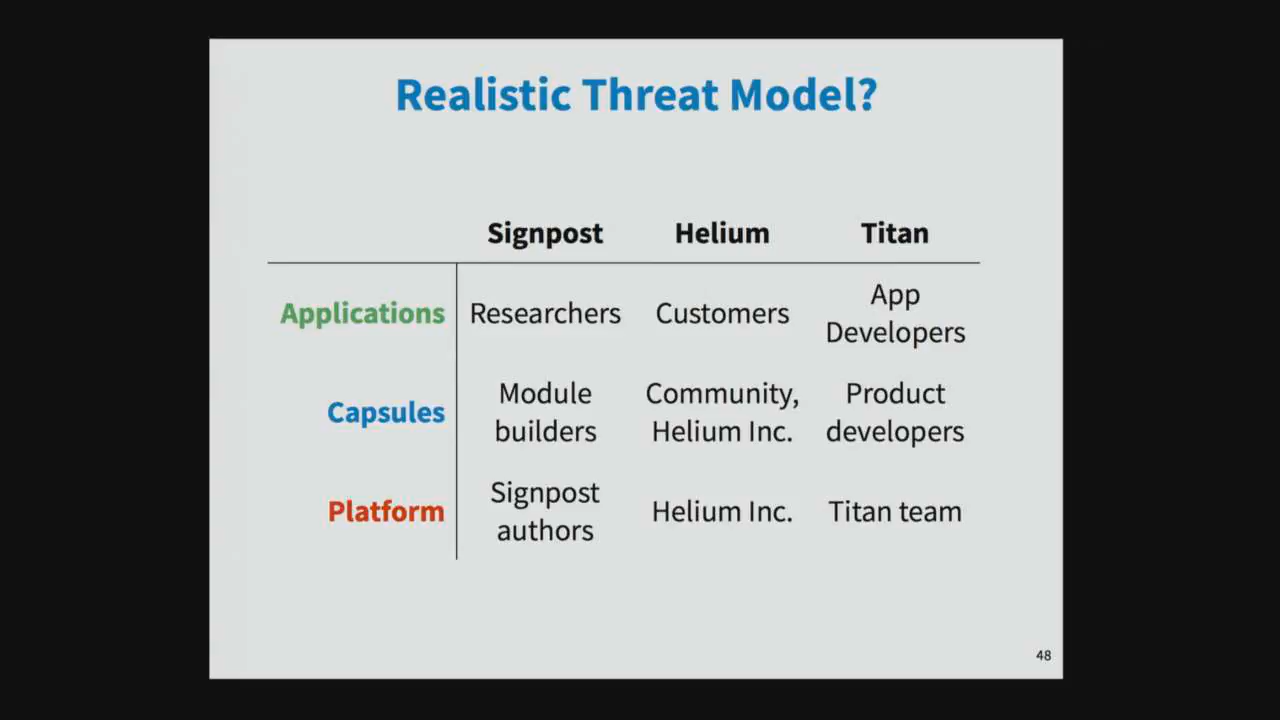 Realistic Threat Model?
Signpost Helium Titan
Applications Researchers Customers App Developers
Capsules Module builders Community, Helium Inc. Product developers
Platform Signpost authors Helium Inc. Titan team
48